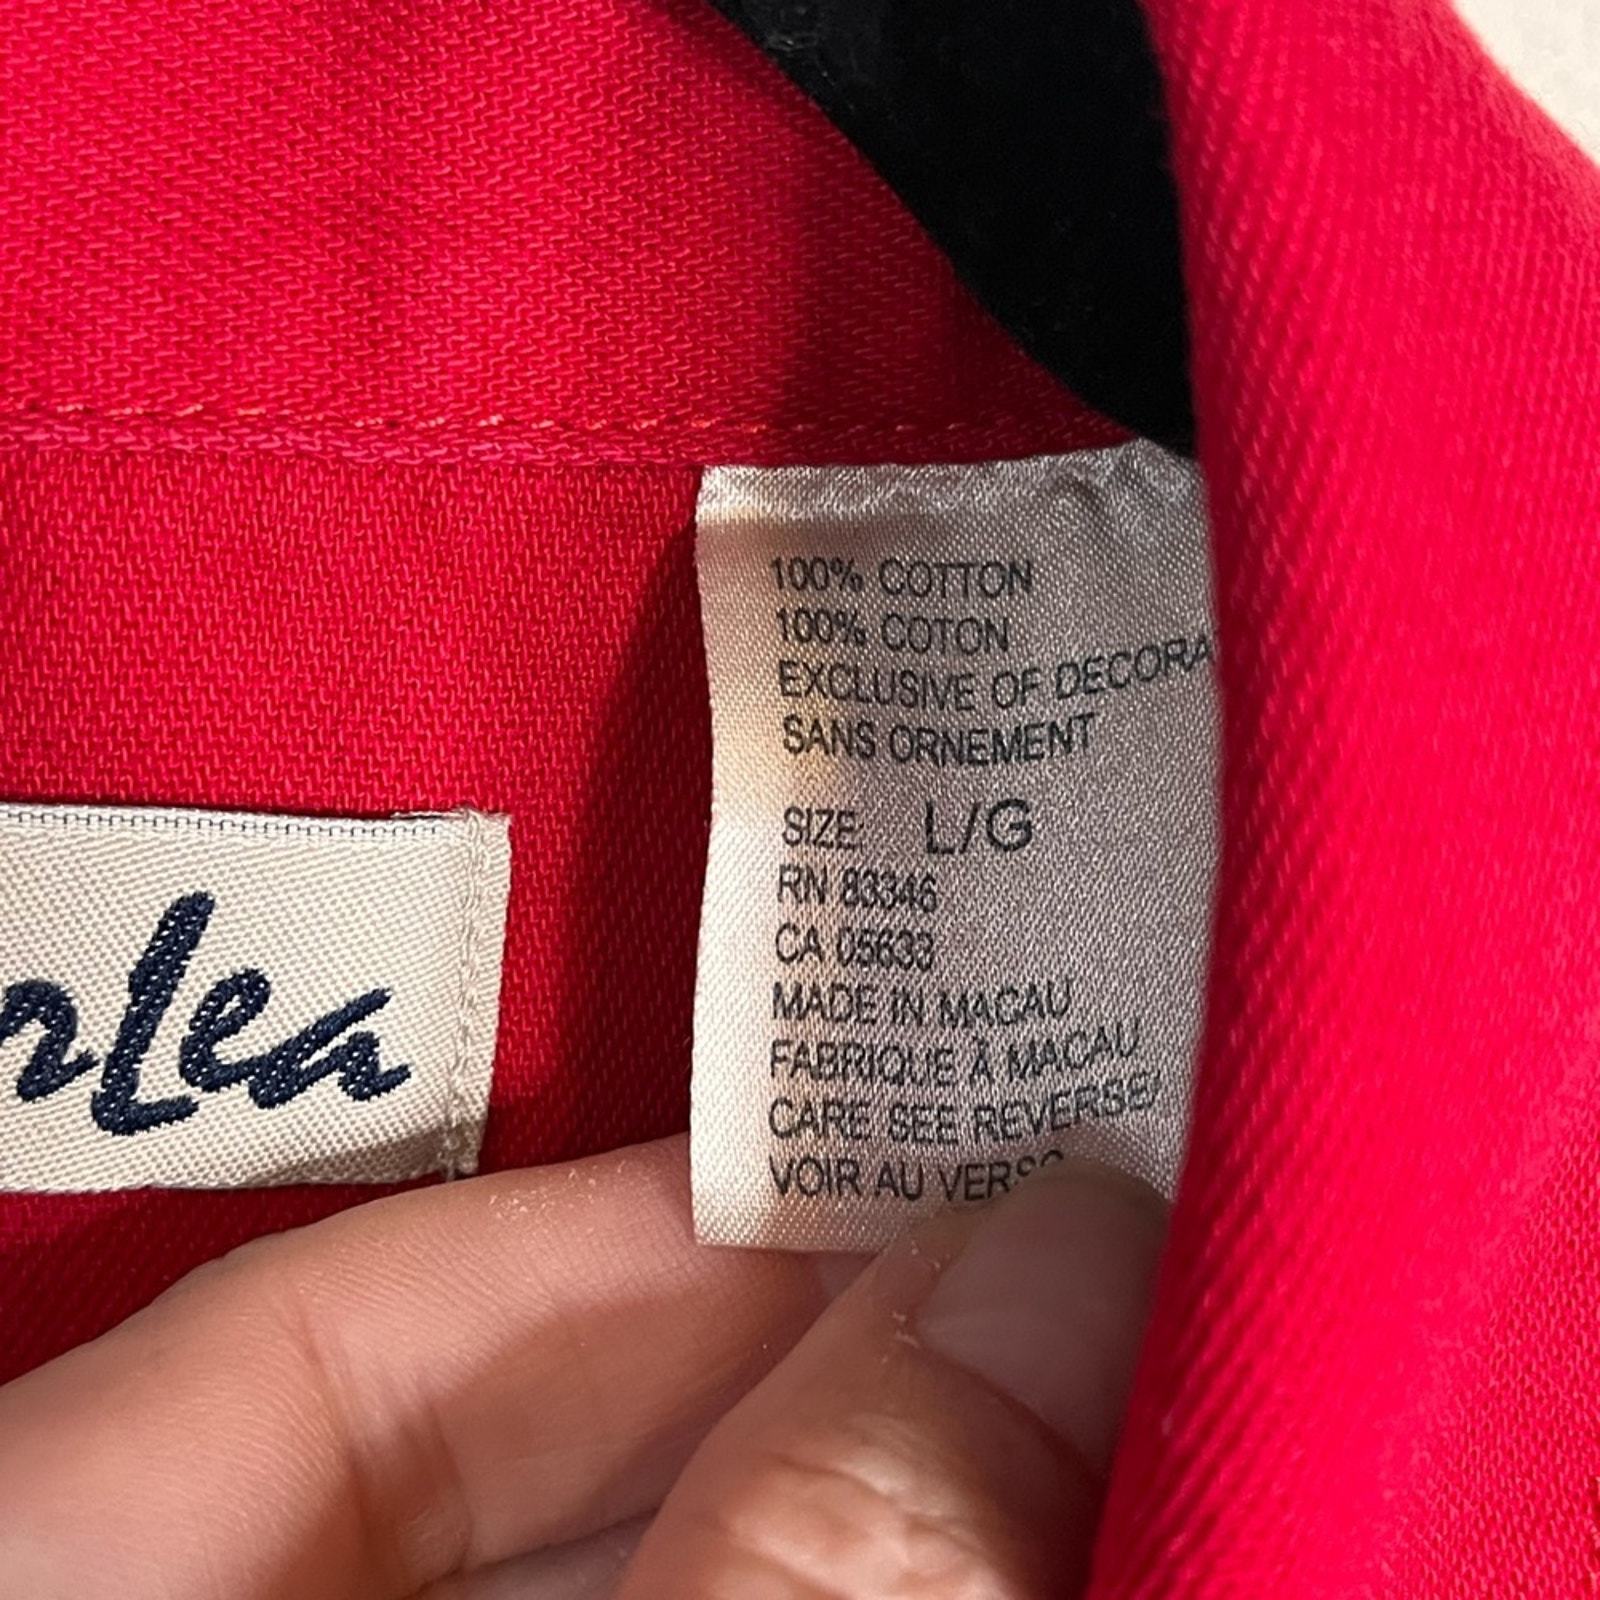 rLea
100% COTTON
100% COTON
EXCLUSIVE OF DECORA
SANS ORNEMENT
SIZE: L/G
RN 83346
CA 05633
MADE IN MACAU
FABRIQUE À MACAU
CARE SEE REVERSE/
VOIR AU VERSO